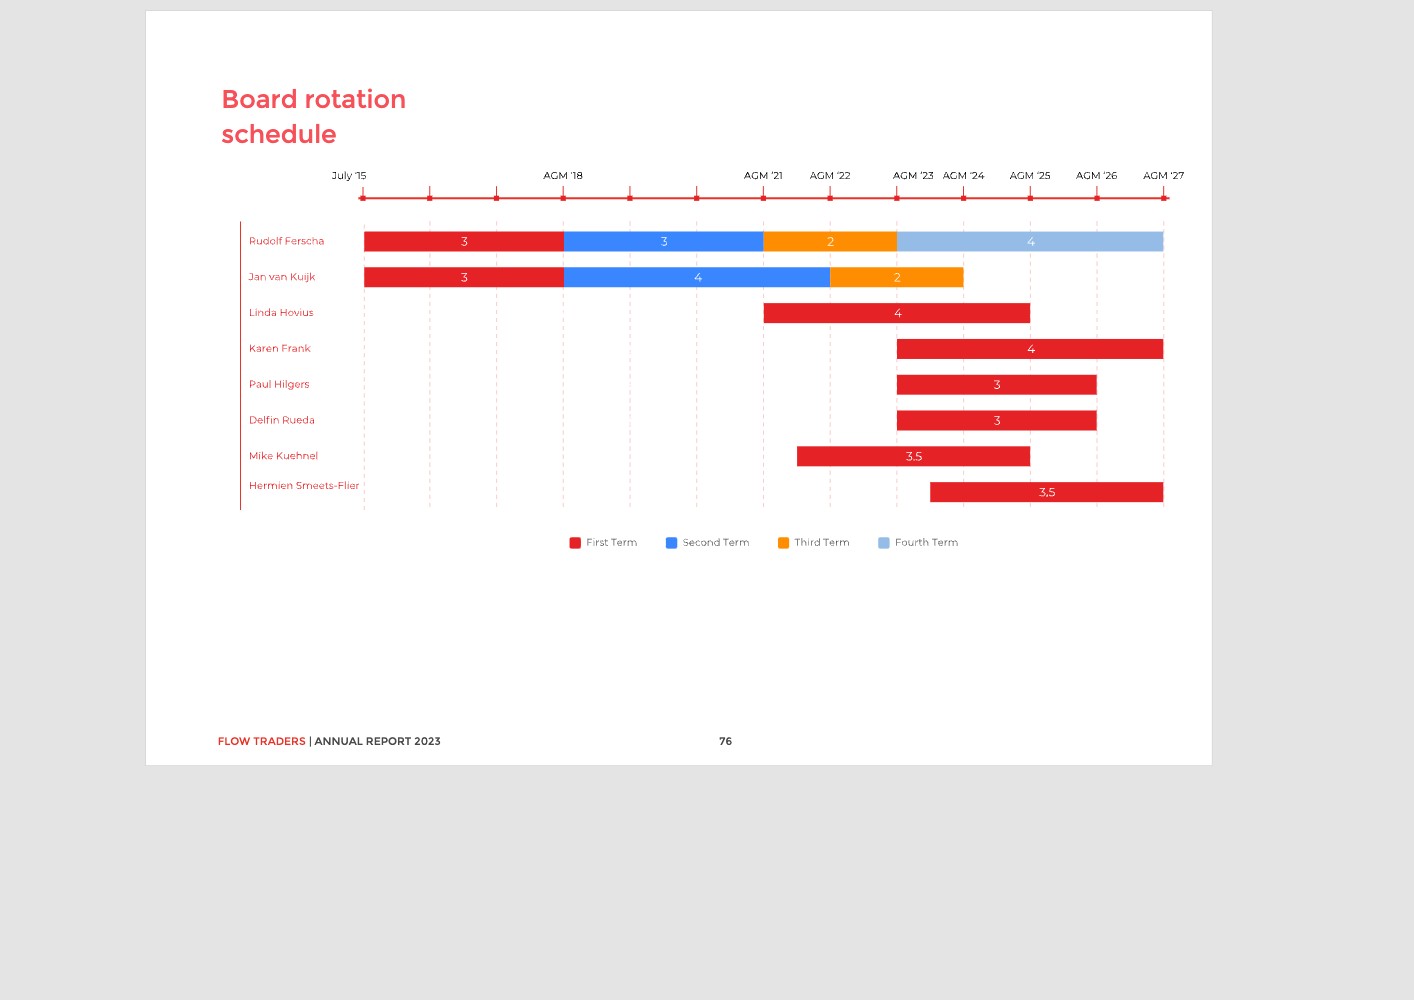 Board rotation
schedule
July '15 AGM '18 AGM '21 AGM '22 AGM '23 AGM '24 AGM '25 AGM '26 AGM '27
Rudolf Ferscha 3 3 2 4
Jan van Kuijk 3 4 2
Linda Hovius 4
Karen Frank 4
Paul Hilgers 3
Delfin Rueda 3
Mike Kuehnel 3.5
Hermien Smeets-Flier 3,5
First Term Second Term Third Term Fourth Term
FLOW TRADERS | ANNUAL REPORT 2023 76